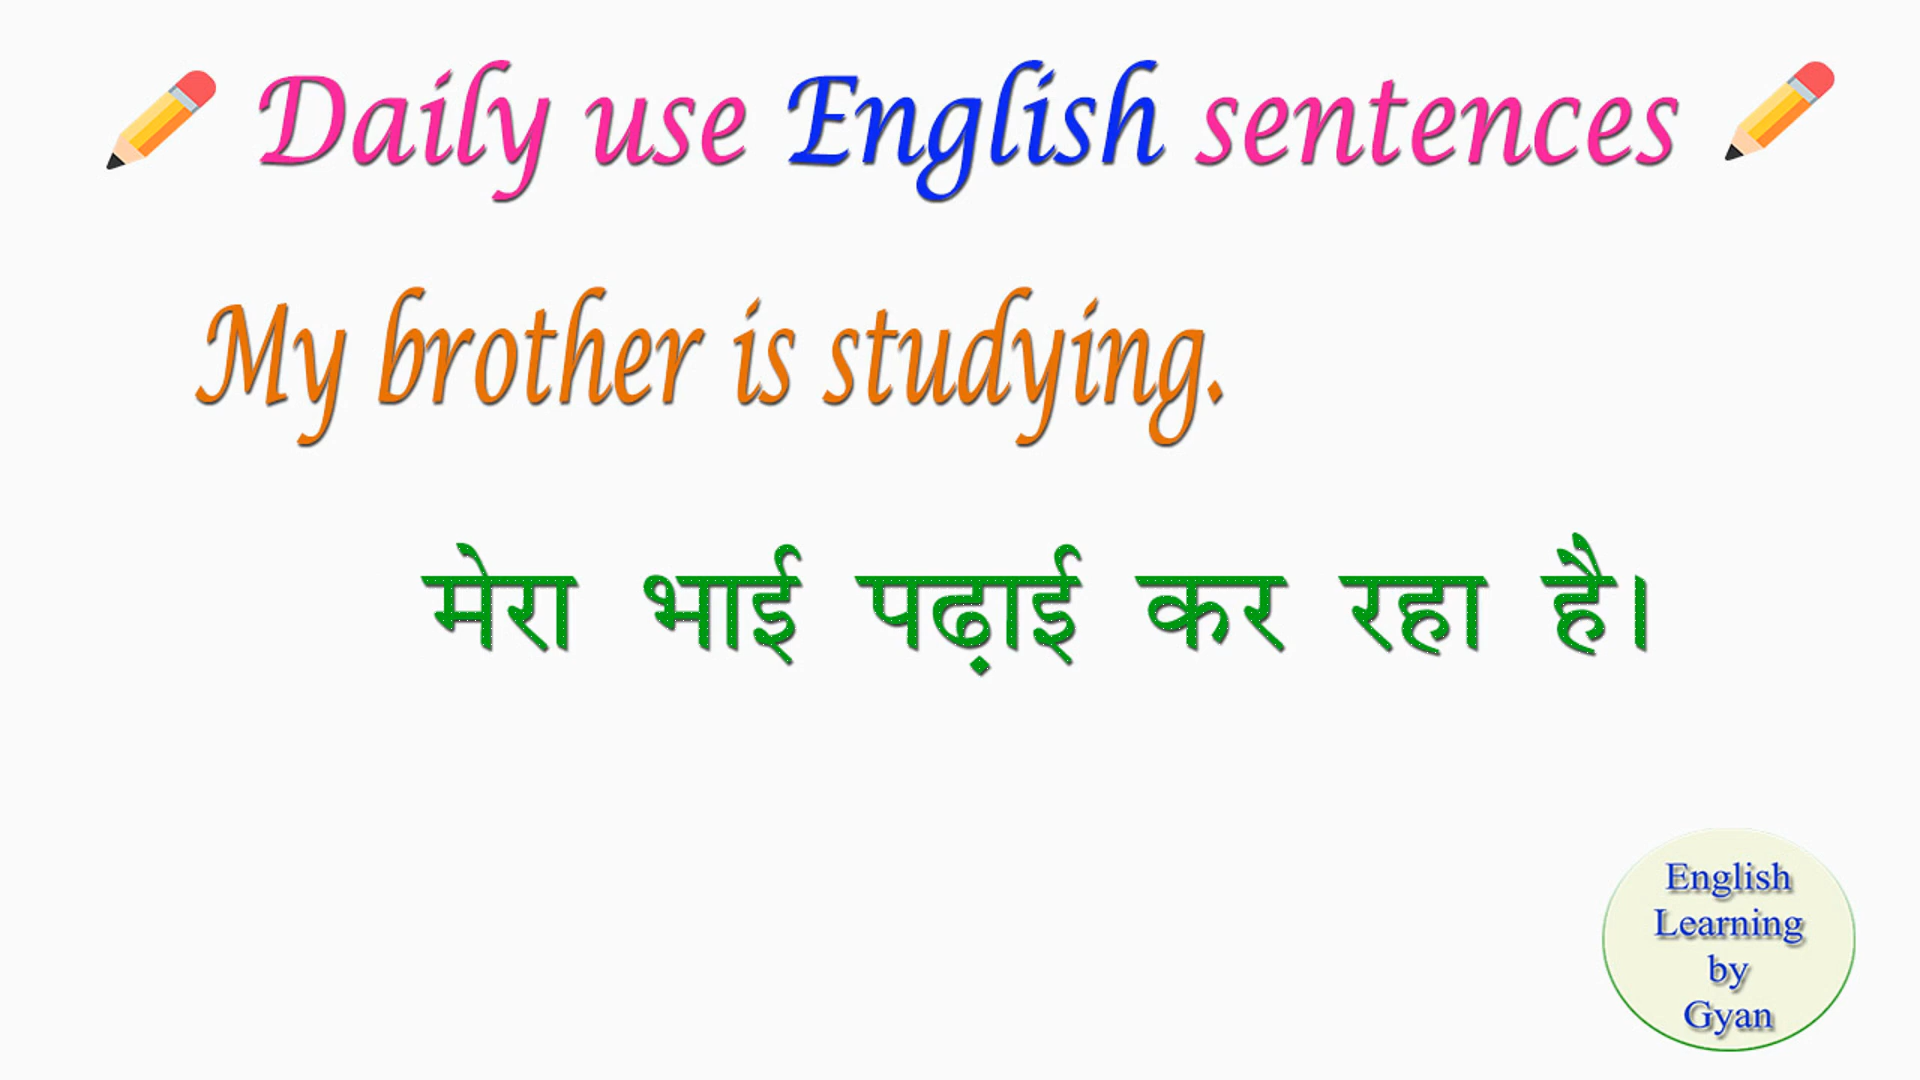 Daily use English sentences
My brother is studying.
मेरा भाई पढ़ाई कर रहा है।
English
Learning
by
Gyan